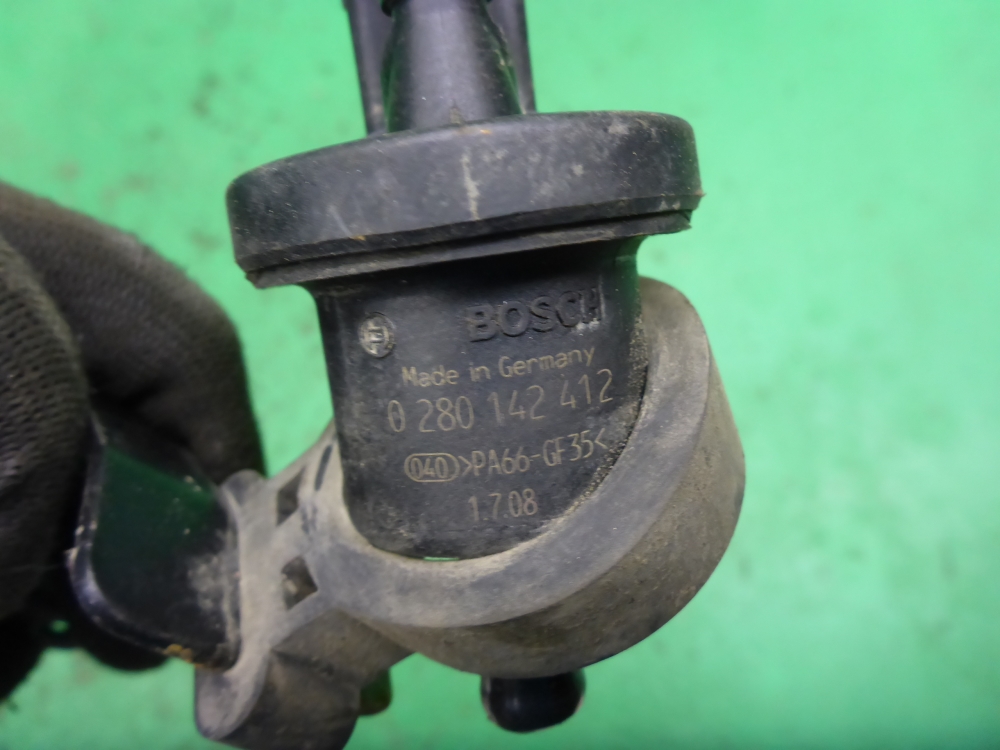 BOSCH
Made in Germany
0 280 142 412
040 >PA66-GF35<
1.7.08